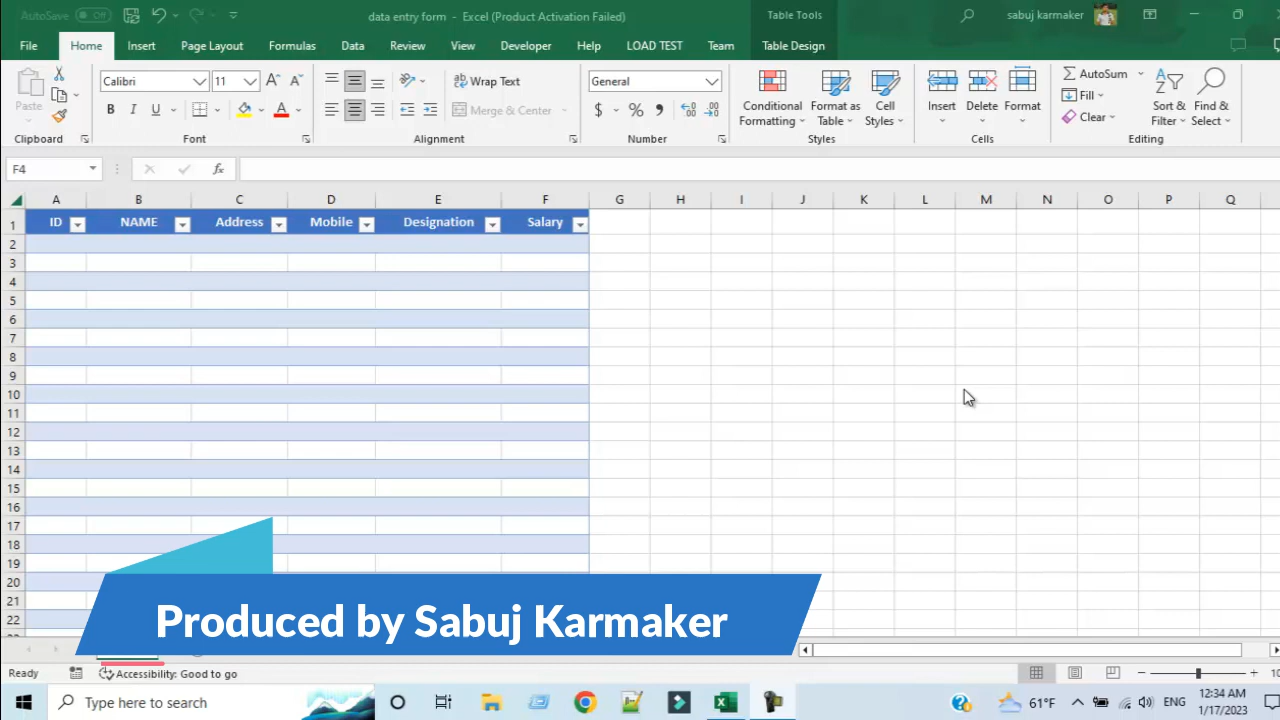 AutoSave Off
data entry form - Excel (Product Activation Failed)
Table Tools
sabuj karmaker
File Home Insert Page Layout Formulas Data Review View Developer Help LOAD TEST Team Table Design
Paste
Clipboard
Calibri 11
B I U
Font
Wrap Text
Merge & Center
Alignment
General
$ % ,
Number
Conditional Formatting
Format as Table
Cell Styles
Styles
Insert Delete Format
Cells
AutoSum
Fill
Clear
Sort & Filter
Find & Select
Editing
F4 fx
A B C D E F G H I J K L M N O P Q
1 ID NAME Address Mobile Designation Salary
2
3
4
5
6
7
8
9
10
11
12
13
14
15
16
17
18
19
20
21
22
Produced by Sabuj Karmaker
Ready Accessibility: Good to go
Type here to search
61°F ENG
12:34 AM
1/17/2023